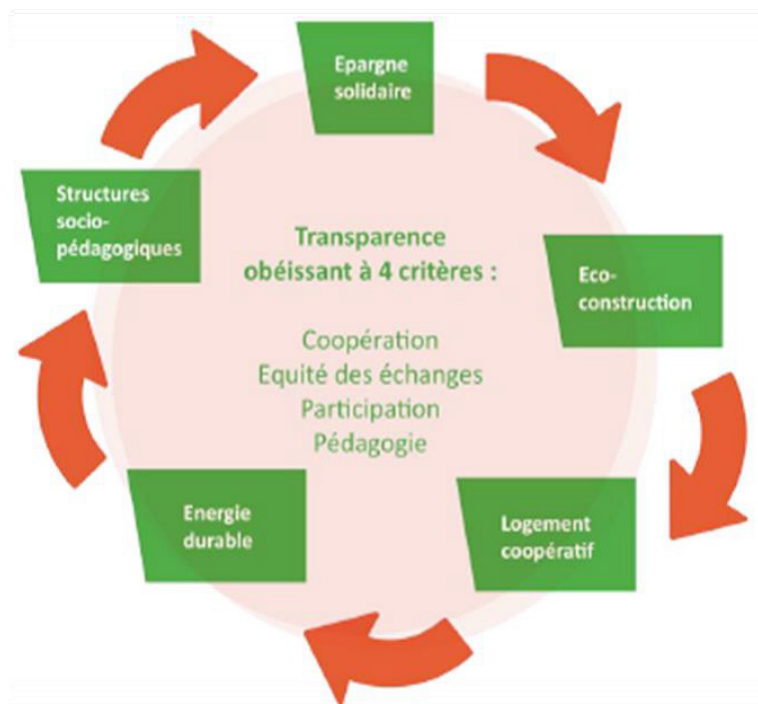 Epargne
solidaire
Eco-
construction
Logement
coopératif
Energie
durable
Structures
socio-
pédagogiques
Transparence
obéissant à 4 critères :
Coopération
Equité des échanges
Participation
Pédagogie